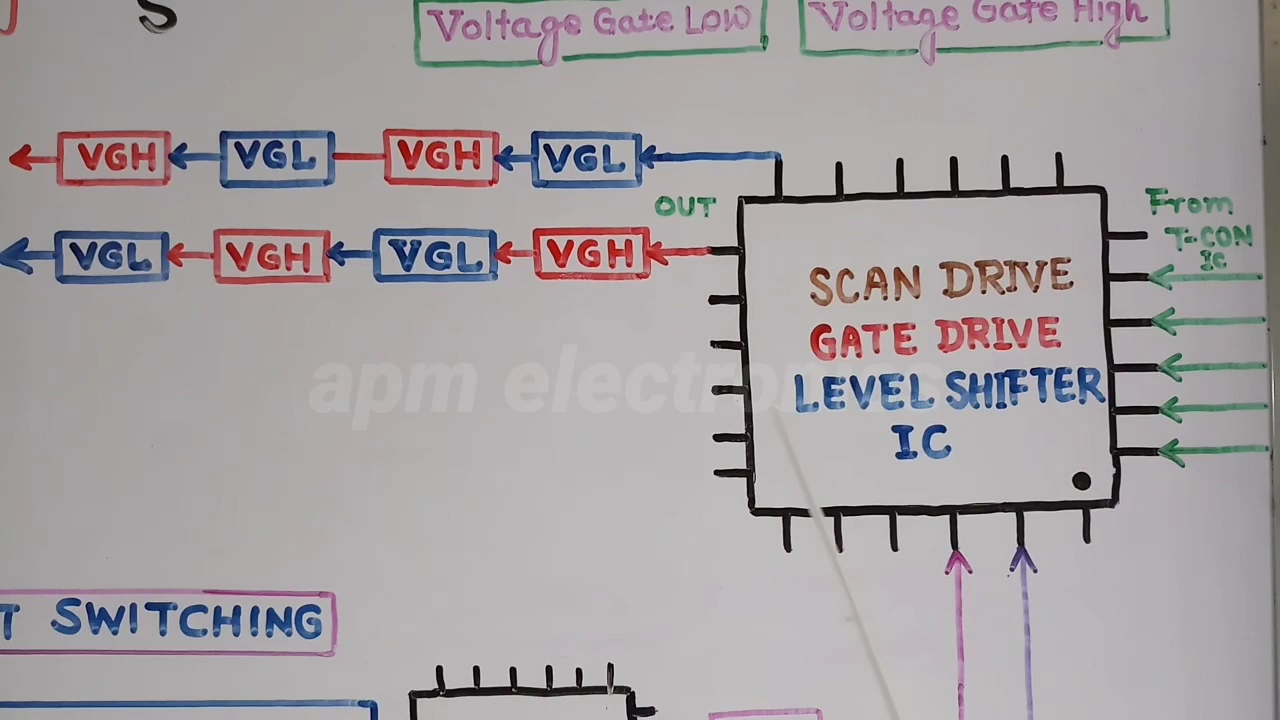 Voltage Gate Low
Voltage Gate High
VGH VGL VGH VGL
OUT
From
T-CON
IC
VGL VGH VGL VGH
SCAN DRIVE
GATE DRIVE
LEVEL SHIFTER
IC
apm electronics
T SWITCHING